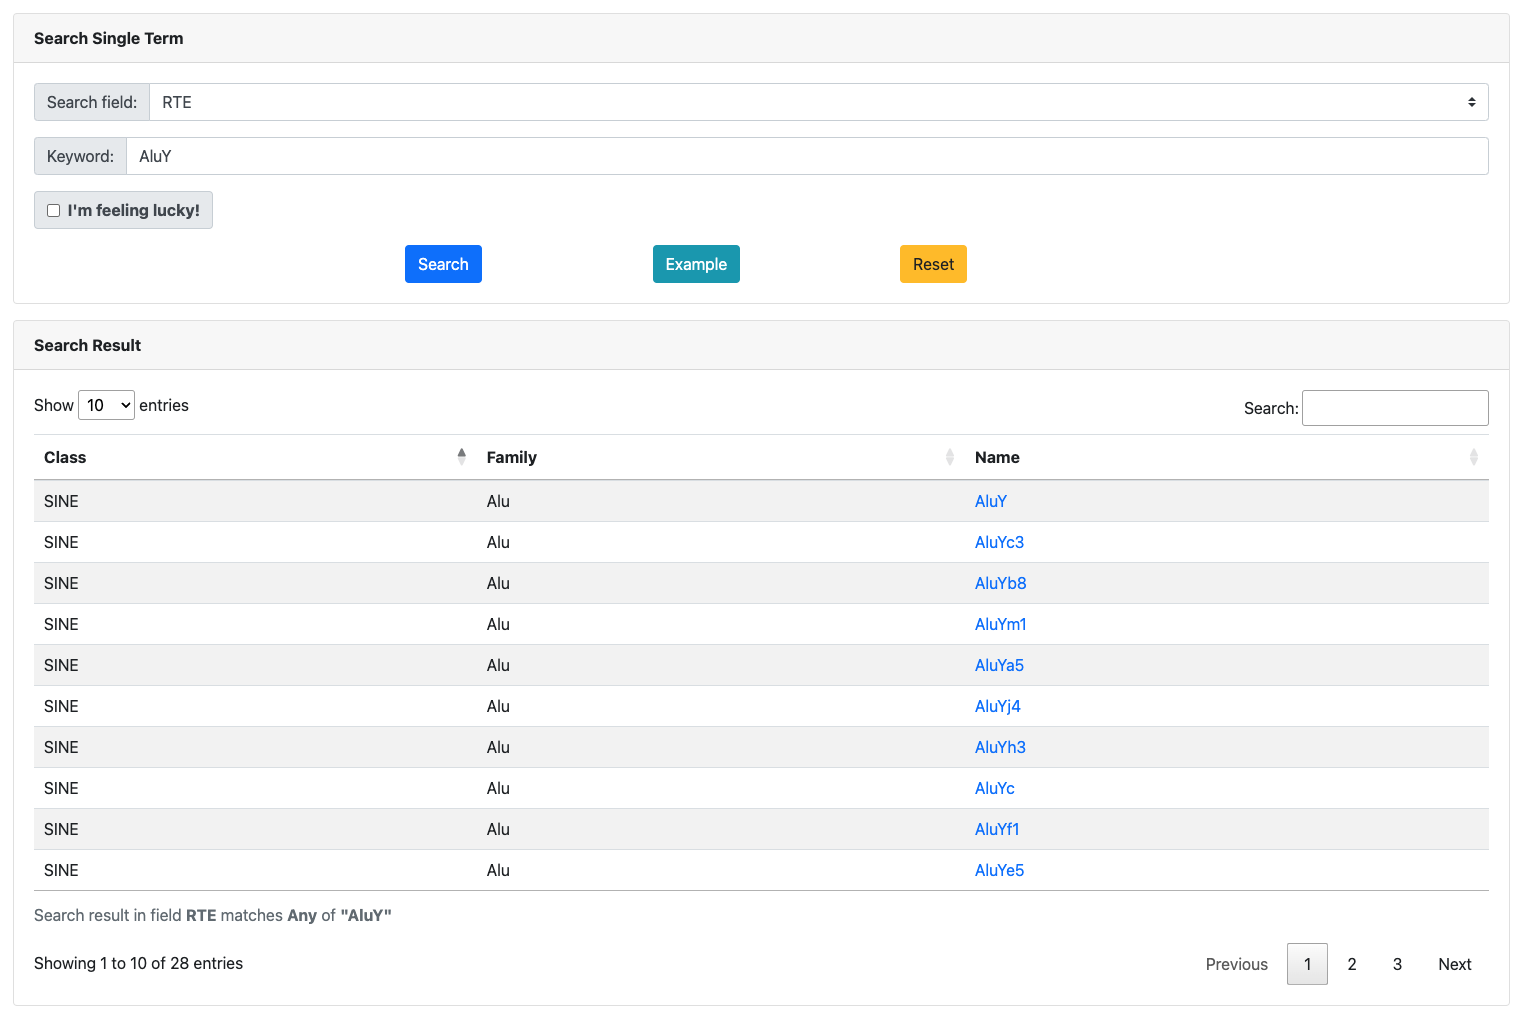 Search Single Term
Search field: RTE
Keyword: AluY
I'm feeling lucky!
Search Example Reset
Search Result
Show 10 entries Search:
Class Family Name
SINE Alu AluY
SINE Alu AluYc3
SINE Alu AluYb8
SINE Alu AluYm1
SINE Alu AluYa5
SINE Alu AluYj4
SINE Alu AluYh3
SINE Alu AluYc
SINE Alu AluYf1
SINE Alu AluYe5
Search result in field RTE matches Any of "AluY"
Showing 1 to 10 of 28 entries Previous 1 2 3 Next